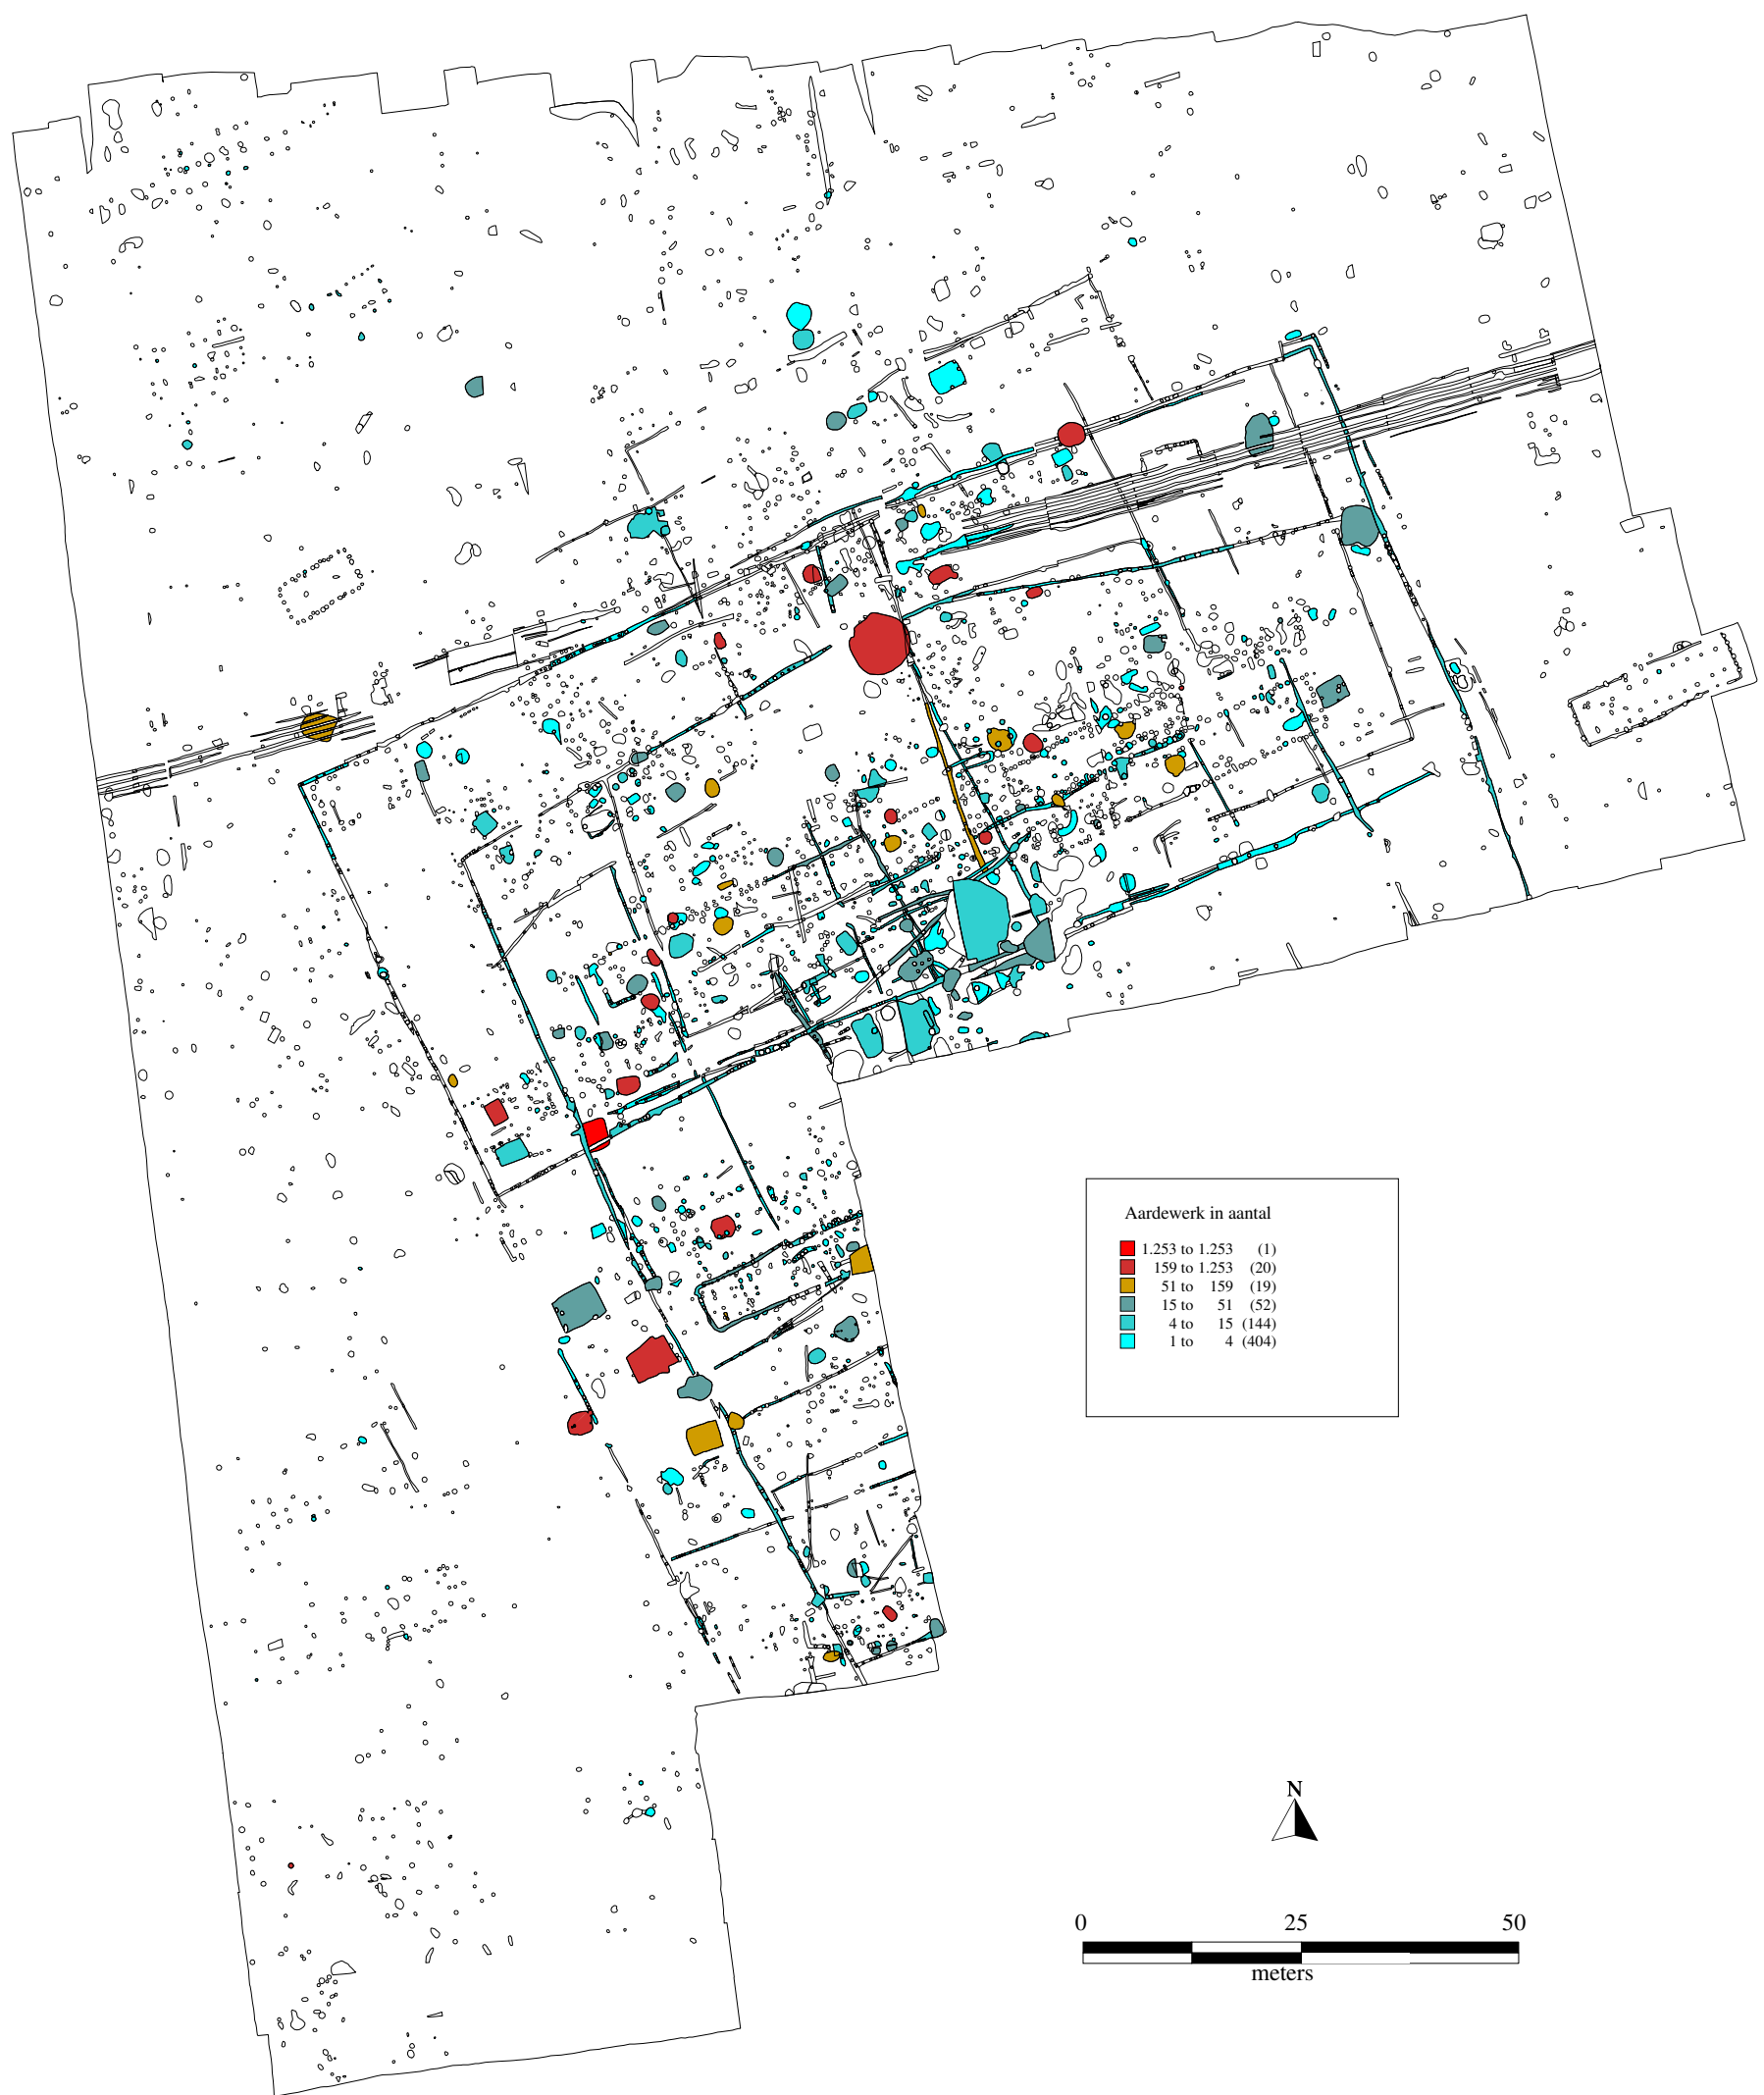 Aardewerk in aantal
1.253 to 1.253 (1)
159 to 1.253 (20)
51 to 159 (19)
15 to 51 (52)
4 to 15 (144)
1 to 4 (404)
N
0 25 50
meters